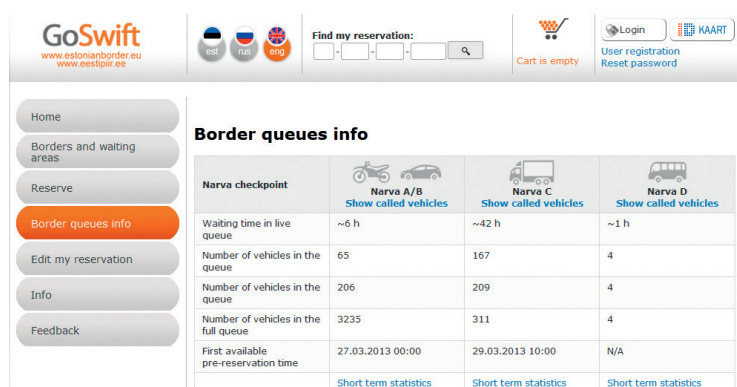 GoSwift
www.estonianborder.eu
www.eestipiir.ee
est rus eng
Find my reservation:
- - -
Cart is empty
Login
KAART
User registration
Reset password
Home
Borders and waiting
areas
Reserve
Border queues info
Edit my reservation
Info
Feedback
Border queues info
Narva checkpoint
Narva A/B
Show called vehicles
Narva C
Show called vehicles
Narva D
Show called vehicles
Waiting time in live
queue
~6 h ~42 h ~1 h
Number of vehicles in the
queue
65 167 4
Number of vehicles in the
queue
206 209 4
Number of vehicles in the
full queue
3235 311 4
First available
pre-reservation time
27.03.2013 00:00 29.03.2013 10:00 N/A
Short term statistics Short term statistics Short term statistics